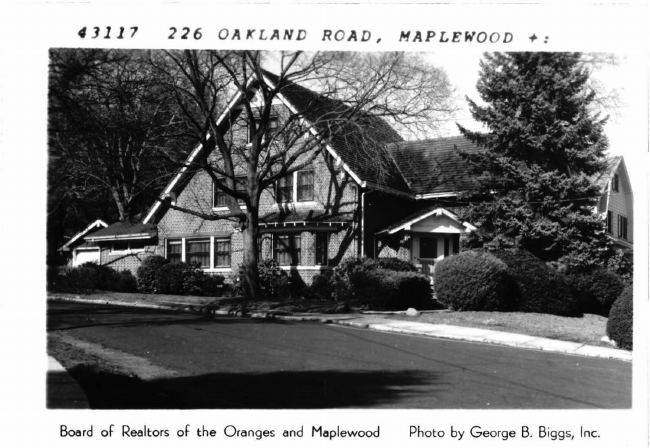 43117 226 OAKLAND ROAD, MAPLEWOOD +:
Board of Realtors of the Oranges and Maplewood Photo by George B. Biggs, Inc.